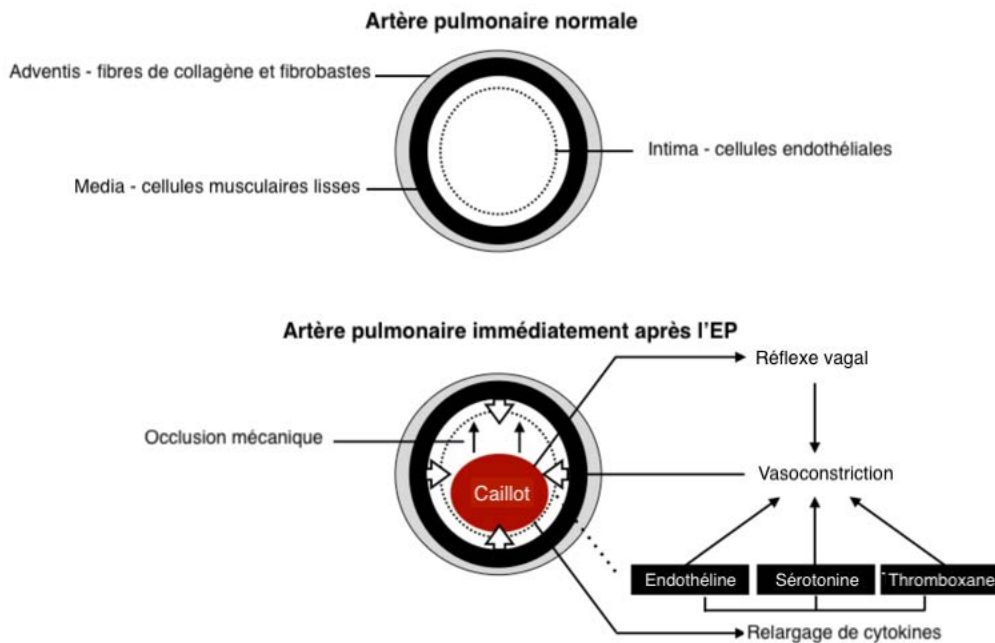 Artère pulmonaire normale
Adventis - fibres de collagène et fibrobastes
Intima - cellules endothéliales
Media - cellules musculaires lisses
Artère pulmonaire immédiatement après l'EP
Réflexe vagal
Occlusion mécanique
Vasoconstriction
Caillot
Endothéline Sérotonine Thromboxane
Relargage de cytokines